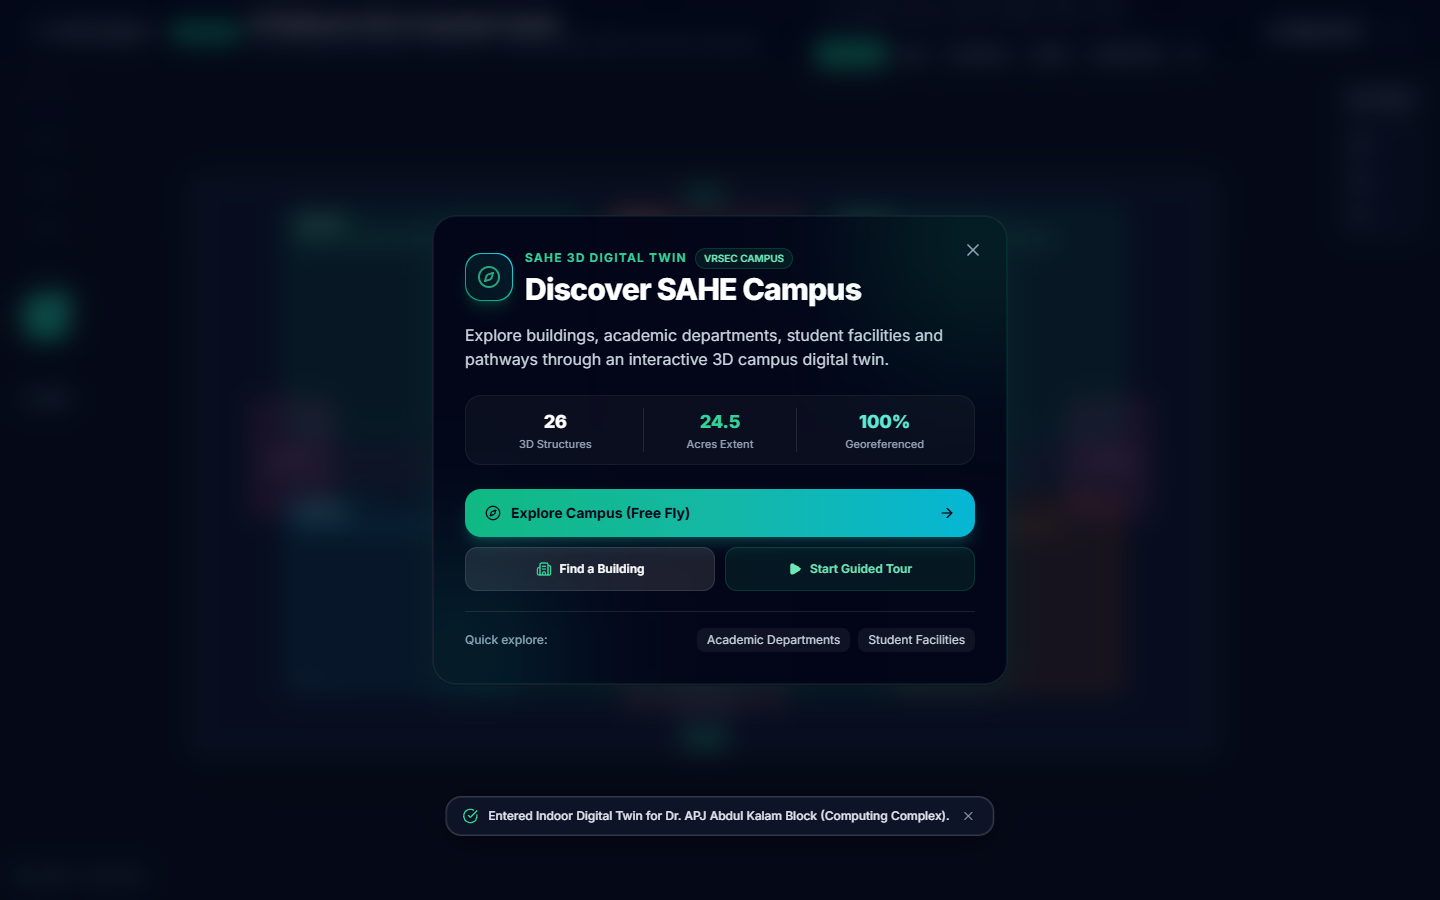 SAHE 3D DIGITAL TWIN VRSEC CAMPUS
Discover SAHE Campus
Explore buildings, academic departments, student facilities and
pathways through an interactive 3D campus digital twin.
26 24.5 100%
3D Structures Acres Extent Georeferenced
Explore Campus (Free Fly)
Find a Building Start Guided Tour
Quick explore: Academic Departments Student Facilities
Entered Indoor Digital Twin for Dr. APJ Abdul Kalam Block (Computing Complex).